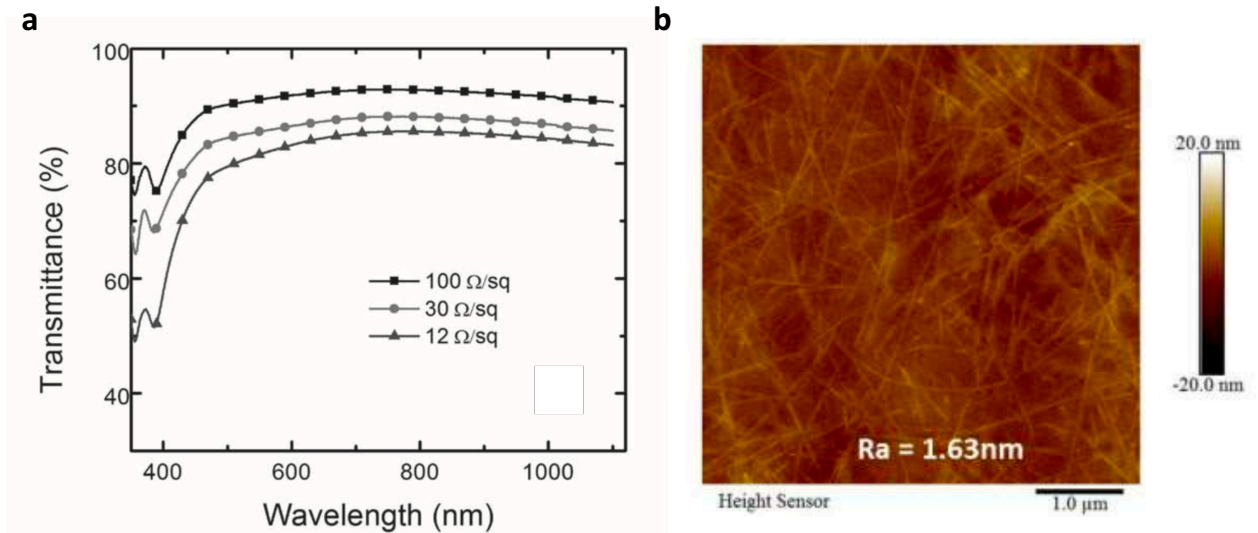 a
Transmittance (%)
100
80
60
40
100 Ω/sq
30 Ω/sq
12 Ω/sq
400 600 800 1000
Wavelength (nm)
b
Ra = 1.63nm
Height Sensor
1.0 µm
20.0 nm
-20.0 nm